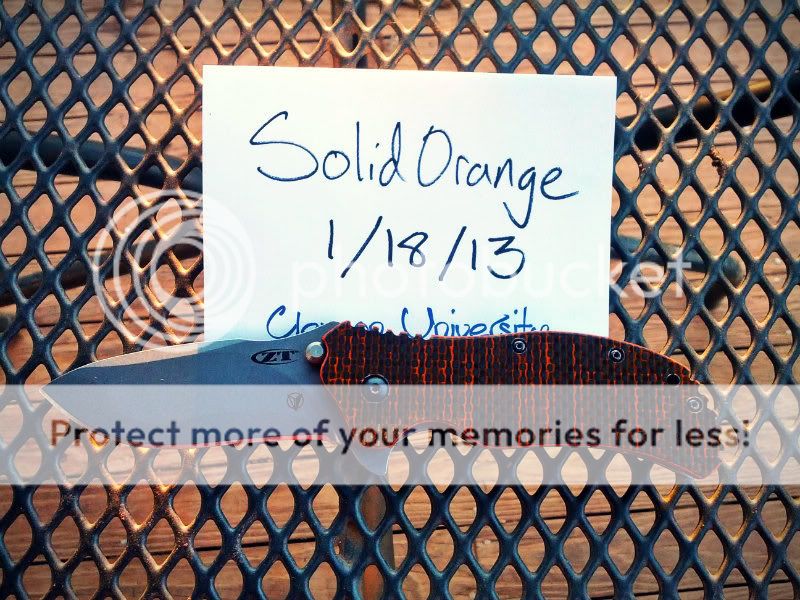 Solid Orange
1/18/13
University
photobucket
ZT
Protect more of your memories for less!